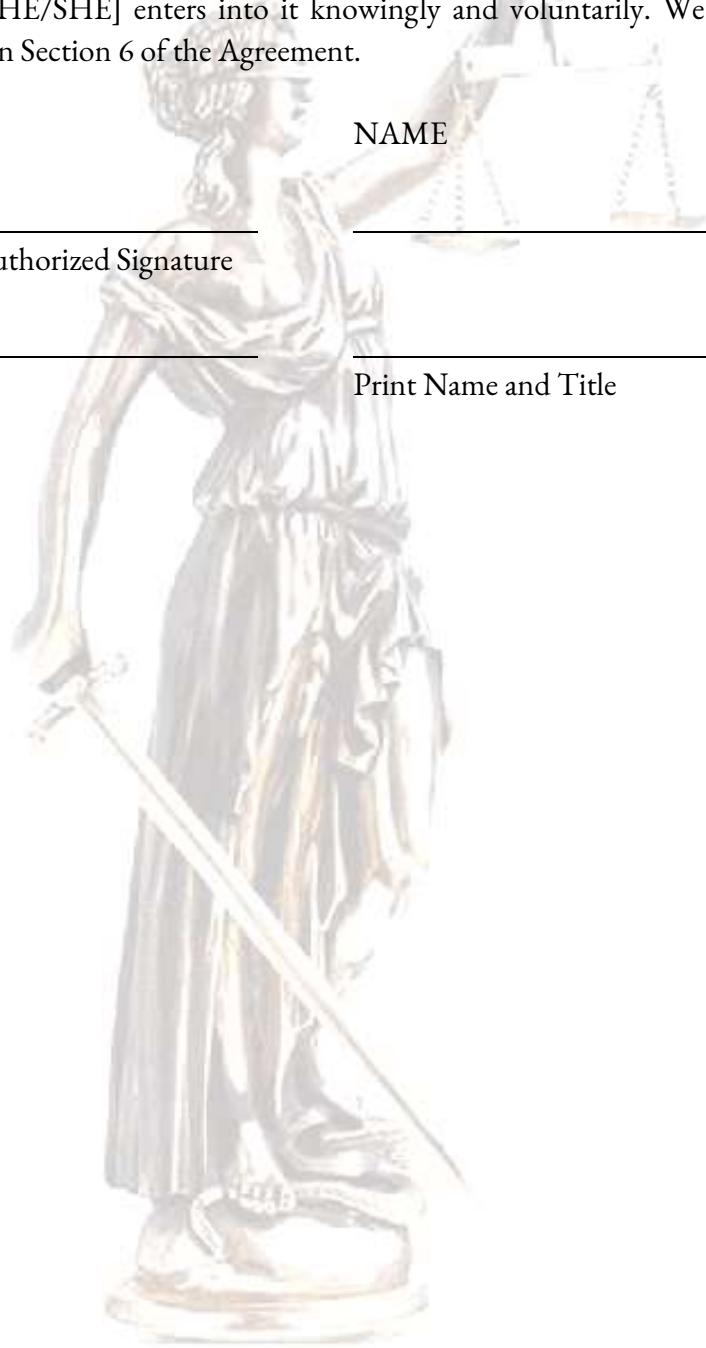 HE/SHE] enters into it knowingly and voluntarily. We
n Section 6 of the Agreement.
NAME
uthorized Signature
Print Name and Title